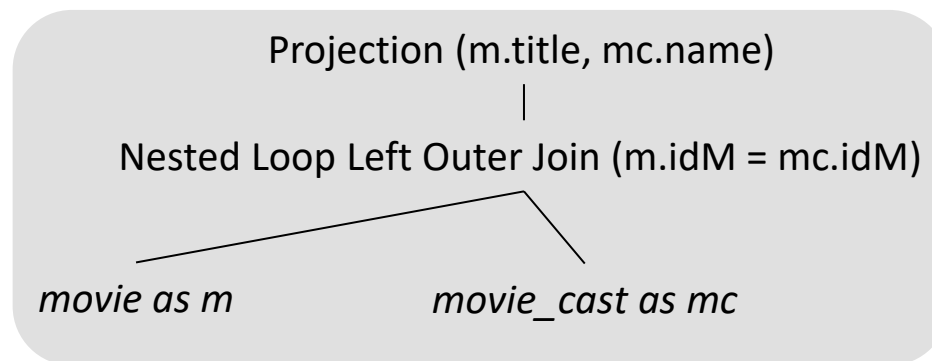 Projection (m.title, mc.name)
Nested Loop Left Outer Join (m.idM = mc.idM)
movie as m movie_cast as mc